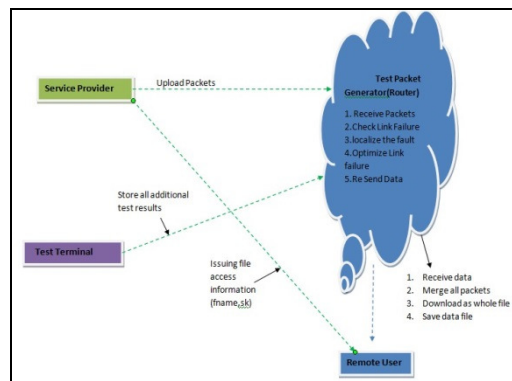 Service Provider
Upload Packets
Test Packet
Generator(Router)
1. Receive Packets
2.Check Link Failure
3.localize the fault
4.Optimize Link
failure
5.Re Send Data
Store all additional
test results
Test Terminal
Issuing file
access
information
(fname,sk)
1. Receive data
2. Merge all packets
3. Download as whole file
4. Save data file
Remote User